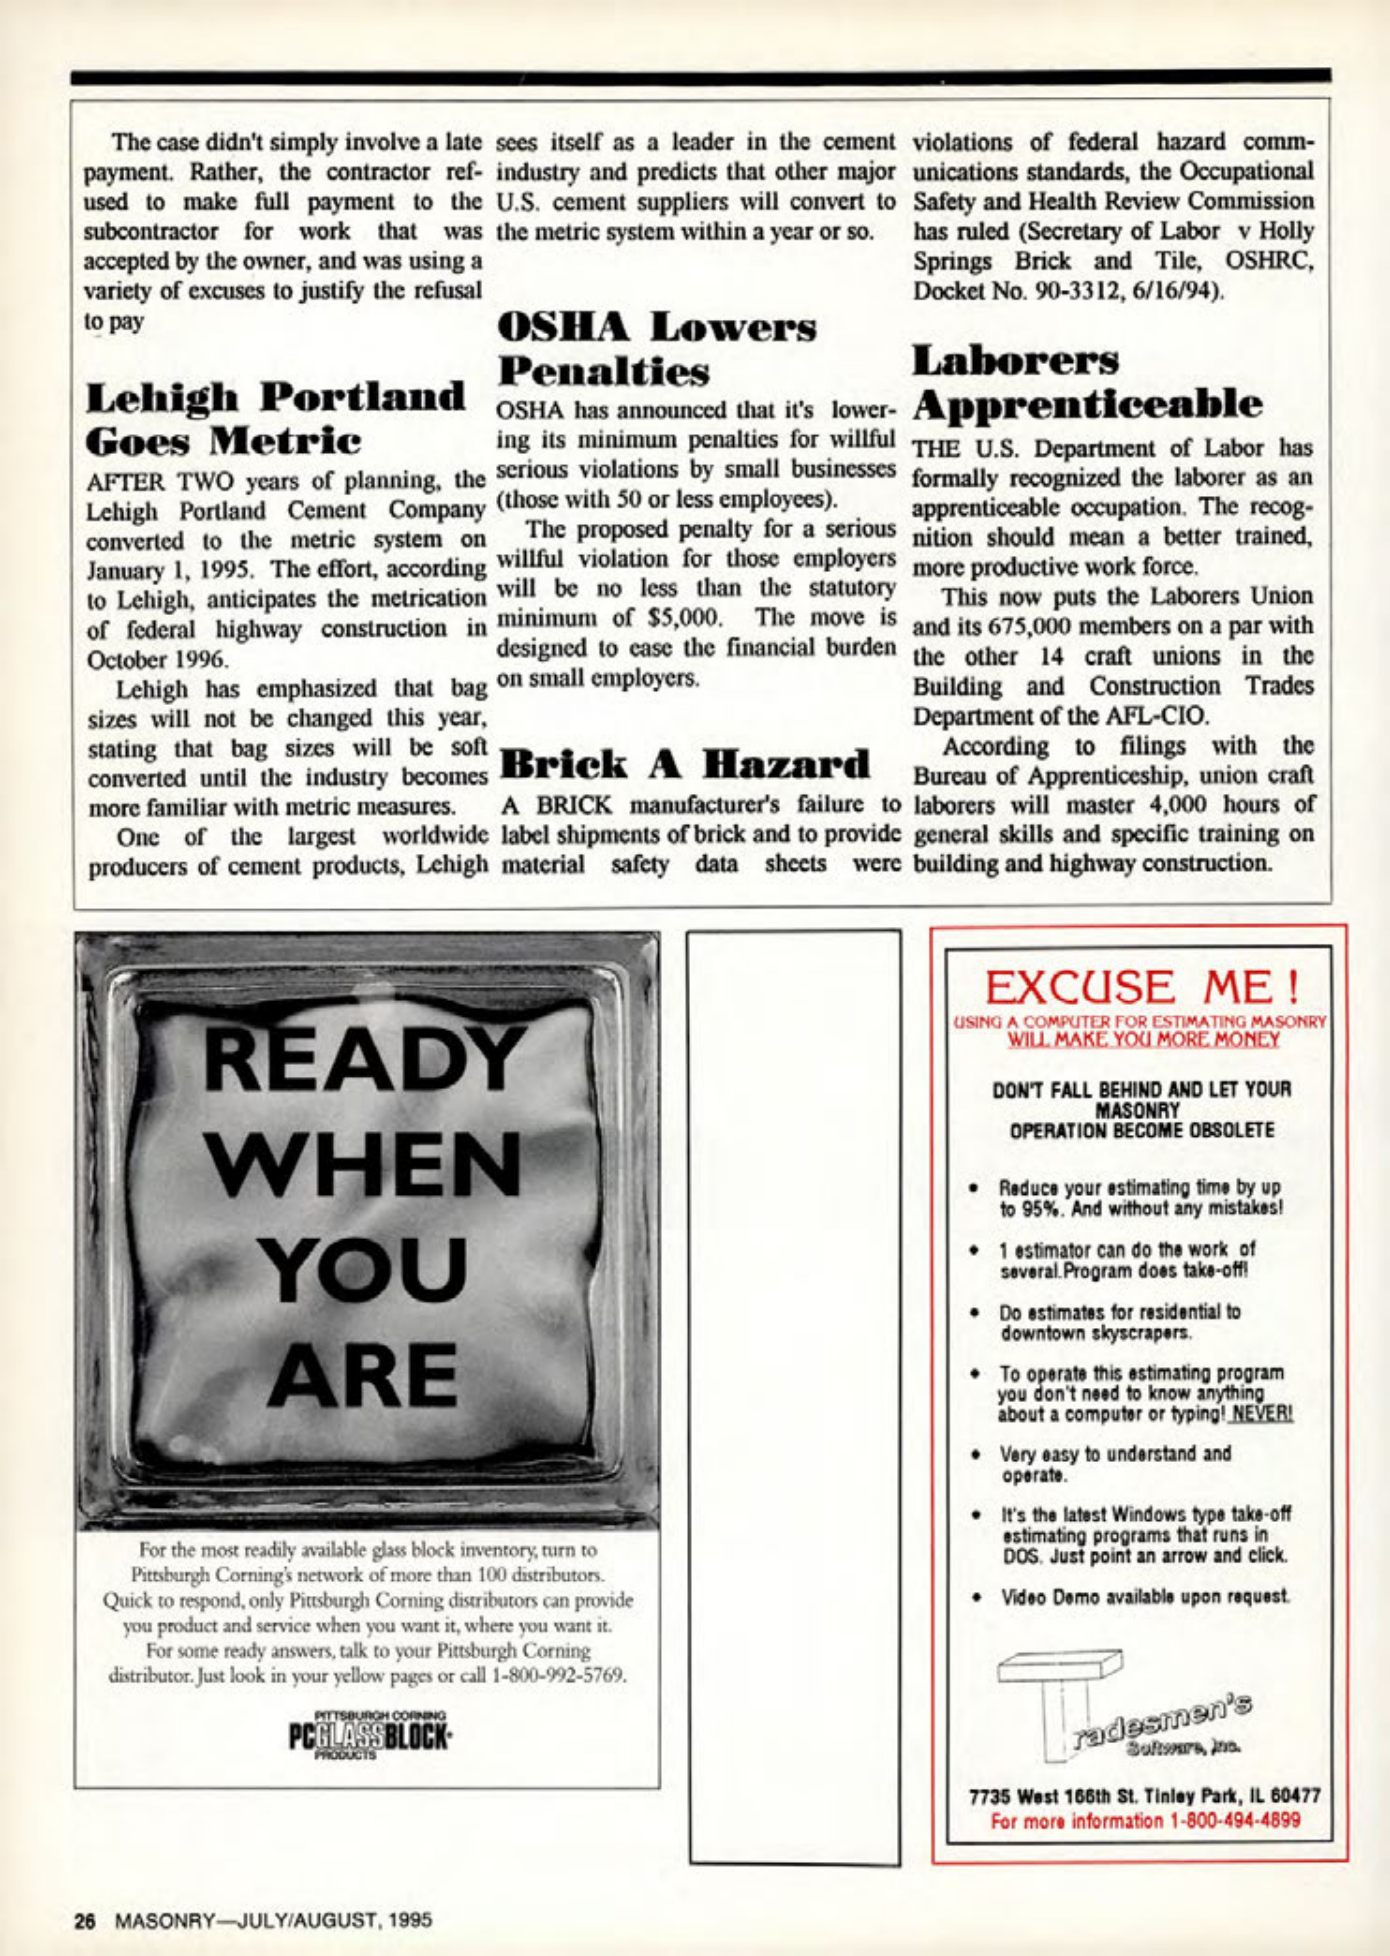 The case didn't simply involve a late
payment. Rather, the contractor ref-
used to make full payment to the
subcontractor for work that was
accepted by the owner, and was using a
variety of excuses to justify the refusal
to pay
Lehigh Portland
Goes Metric
AFTER TWO years of planning, the
Lehigh Portland Cement Company
converted to the metric system on
January 1, 1995. The effort, according
to Lehigh, anticipates the metrication
of federal highway construction in
October 1996.
Lehigh has emphasized that bag
sizes will not be changed this year,
stating that bag sizes will be soft
converted until the industry becomes
more familiar with metric measures.
One of the largest worldwide
producers of cement products, Lehigh
sees itself as a leader in the cement
industry and predicts that other major
U.S. cement suppliers will convert to
the metric system within a year or so.
OSHA Lowers
Penalties
OSHA has announced that it's lower-
ing its minimum penalties for willful
serious violations by small businesses
(those with 50 or less employees).
The proposed penalty for a serious
willful violation for those employers
will be no less than the statutory
minimum of $5,000. The move is
designed to ease the financial burden
on small employers.
Brick A Hazard
A BRICK manufacturer's failure to
label shipments of brick and to provide
material safety data sheets were
violations of federal hazard comm-
unications standards, the Occupational
Safety and Health Review Commission
has ruled (Secretary of Labor v Holly
Springs Brick and Tile, OSHRC,
Docket No. 90-3312, 6/16/94).
Laborers
Apprenticeable
THE U.S. Department of Labor has
formally recognized the laborer as an
apprenticeable occupation. The recog-
nition should mean a better trained,
more productive work force.
This now puts the Laborers Union
and its 675,000 members on a par with
the other 14 craft unions in the
Building and Construction Trades
Department of the AFL-CIO.
According to filings with the
Bureau of Apprenticeship, union craft
laborers will master 4,000 hours of
general skills and specific training on
building and highway construction.
READY
WHEN
YOU
ARE
For the most readily available glass block inventory, turn to
Pittsburgh Corning's network of more than 100 distributors.
Quick to respond, only Pittsburgh Corning distributors can provide
you product and service when you want it, where you want it.
For some ready answers, talk to your Pittsburgh Corning
distributor. Just look in your yellow pages or call 1-800-992-5769.
PITTSBURGH CORNING
PCGLASSBLOCK
PRODUCTS
EXCUSE ME !
USING A COMPUTER FOR ESTIMATING MASONRY
WILL MAKE YOU MORE MONEY
DON'T FALL BEHIND AND LET YOUR
MASONRY
OPERATION BECOME OBSOLETE
• Reduce your estimating time by up
to 95%. And without any mistakes!
• 1 estimator can do the work of
several.Program does take-off!
• Do estimates for residential to
downtown skyscrapers.
• To operate this estimating program
you don't need to know anything
about a computer or typing! NEVER!
• Very easy to understand and
operate.
• It's the latest Windows type take-off
estimating programs that runs in
DOS. Just point an arrow and click.
• Video Demo available upon request.
Tradesmen's
Software, Inc.
7735 West 166th St. Tinley Park, IL 60477
For more information 1-800-494-4899
26 MASONRY—JULY/AUGUST, 1995